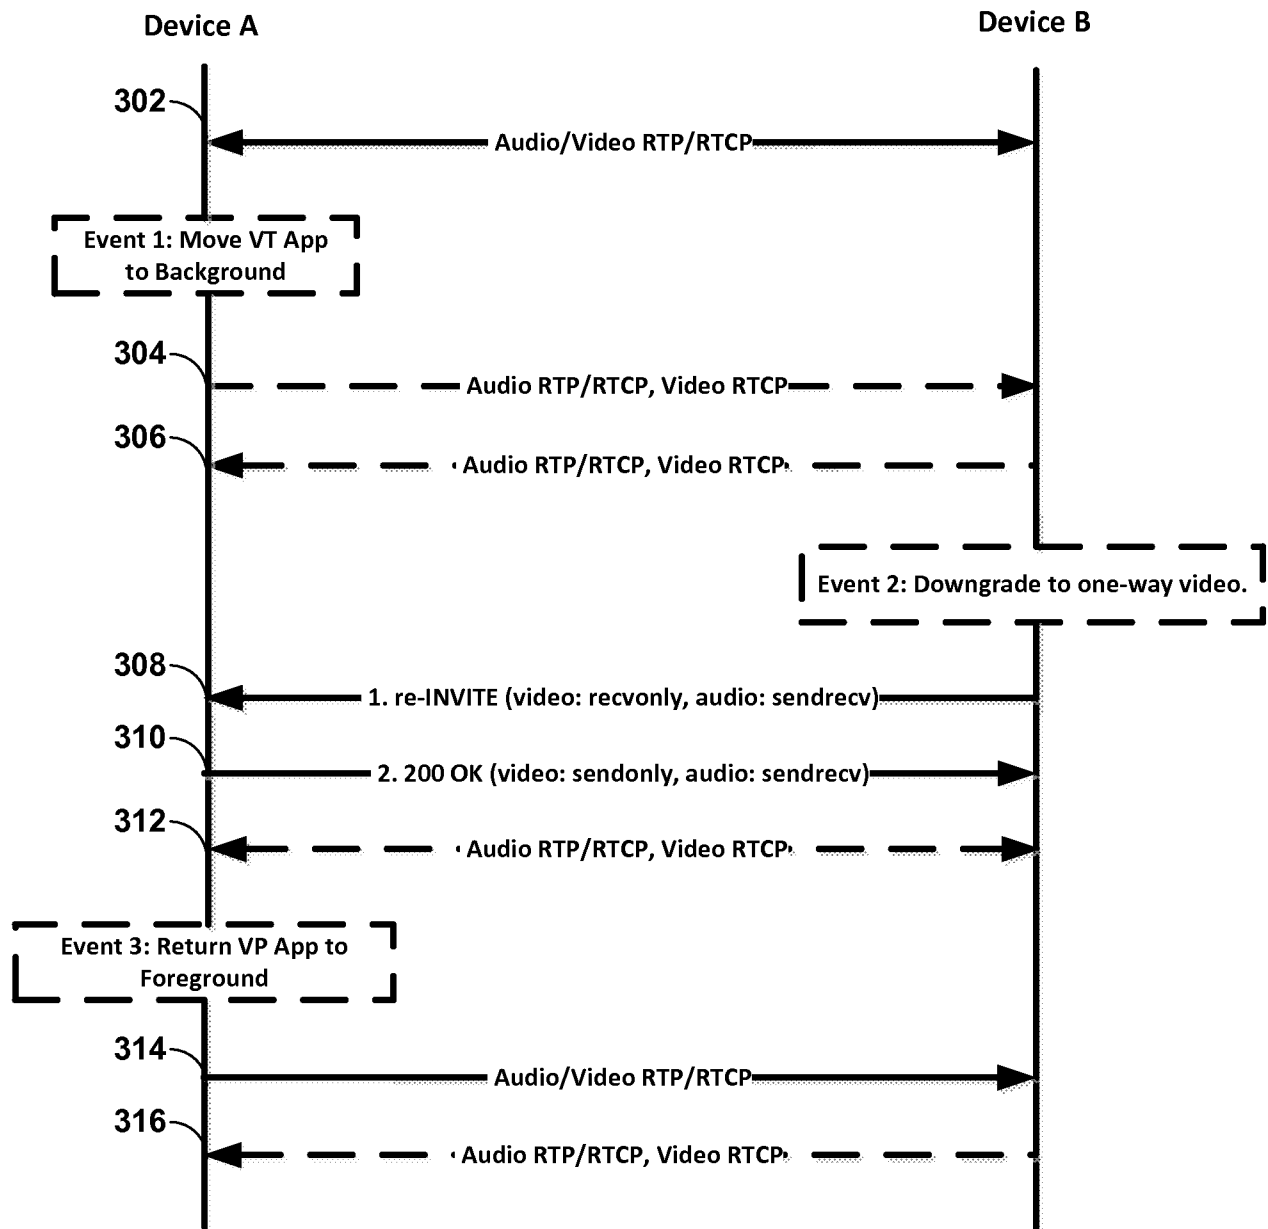 Device A
Device B
302
Audio/Video RTP/RTCP
Event 1: Move VT App
to Background
304
Audio RTP/RTCP, Video RTCP
306
Audio RTP/RTCP, Video RTCP
Event 2: Downgrade to one-way video.
308
1. re-INVITE (video: recvonly, audio: sendrecv)
310
2. 200 OK (video: sendonly, audio: sendrecv)
312
Audio RTP/RTCP, Video RTCP
Event 3: Return VP App to
Foreground
314
Audio/Video RTP/RTCP
316
Audio RTP/RTCP, Video RTCP